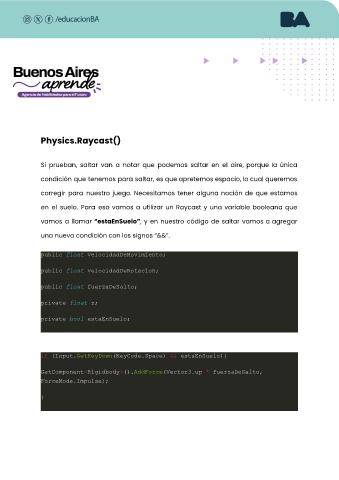 /educacionBA
BA
Buenos Aires
aprende
Agencia de Habilidades para el Futuro
Physics.Raycast()
Si prueban, saltar van a notar que podemos saltar en el aire, porque la única
condición que tenemos para saltar, es que apretemos espacio, lo cual queremos
corregir para nuestro juego. Necesitamos tener alguna noción de que estamos
en el suelo. Para eso vamos a utilizar un Raycast y una variable booleana que
vamos a llamar “estaEnSuelo”, y en nuestro código de saltar vamos a agregar
una nueva condición con los signos “&&”.
public float velocidadDeMovimiento;
public float velocidadDeRotacion;
public float fuerzaDeSalto;
private float x;
private bool estaEnSuelo;
if (Input.GetKeyDown(KeyCode.Space) && estaEnSuelo){
GetComponent<Rigidbody>().AddForce(Vector3.up * fuerzaDeSalto,
ForceMode.Impulse);
}